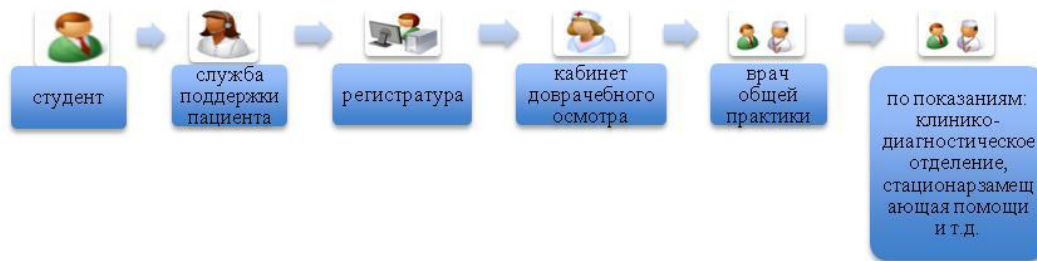 студент
служба
поддержки
пациента
регистратура
кабинет
доврачебного
осмотра
врач
общей
практики
по показаниям:
клинико-
диагностическое
отделение,
стационарзамещ
ающая помощи
и т.д.